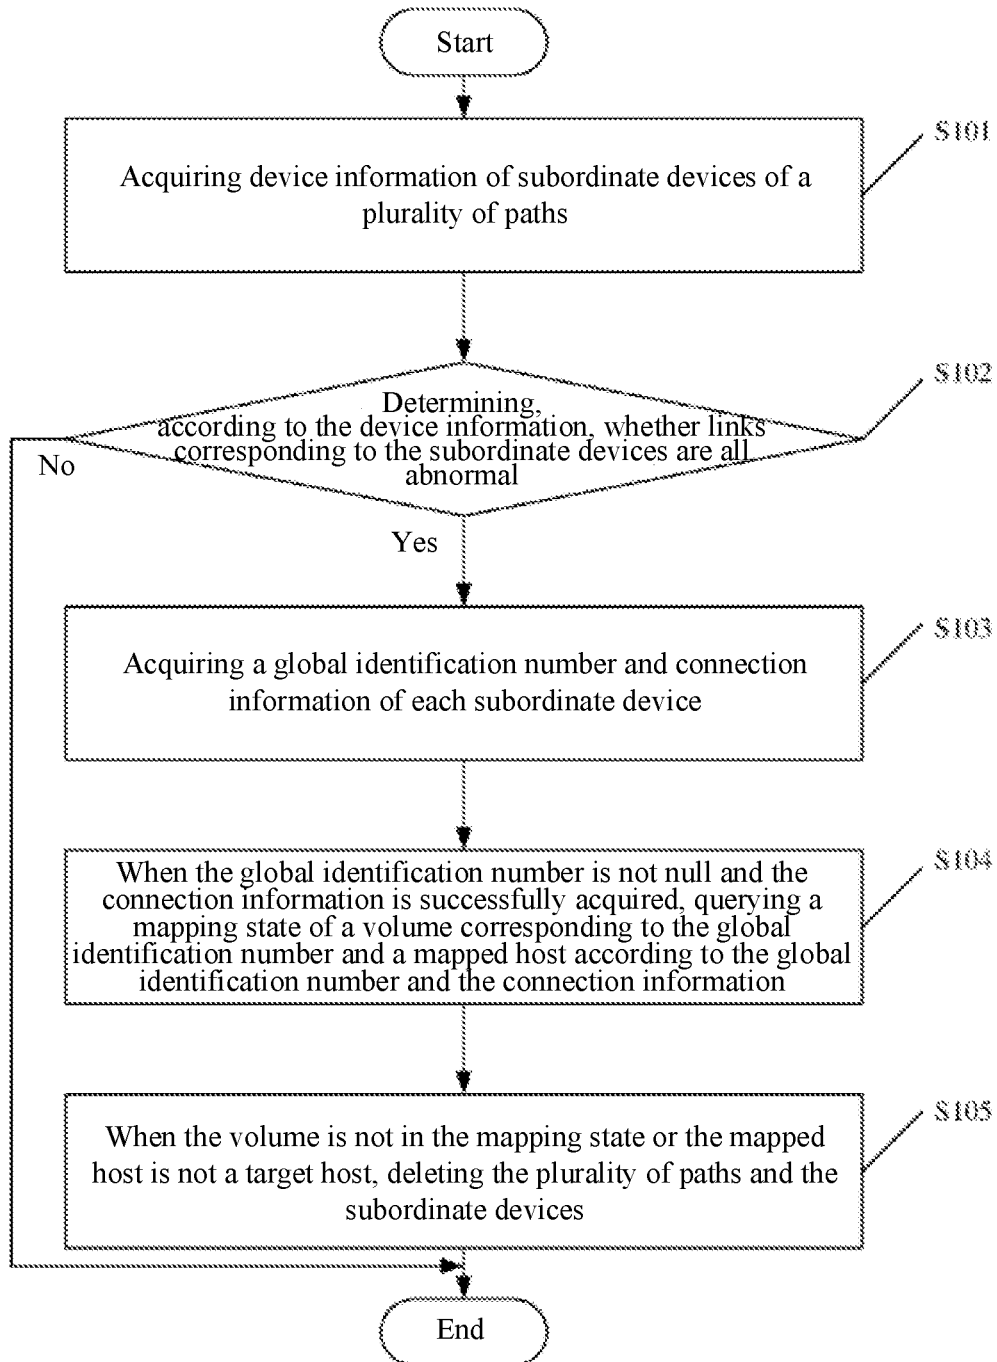 Start
S101
Acquiring device information of subordinate devices of a
plurality of paths
S102
Determining,
according to the device information, whether links
corresponding to the subordinate devices are all
abnormal
No
Yes
S103
Acquiring a global identification number and connection
information of each subordinate device
S104
When the global identification number is not null and the
connection information is successfully acquired, querying a
mapping state of a volume corresponding to the global
identification number and a mapped host according to the global
identification number and the connection information
S105
When the volume is not in the mapping state or the mapped
host is not a target host, deleting the plurality of paths and the
subordinate devices
End